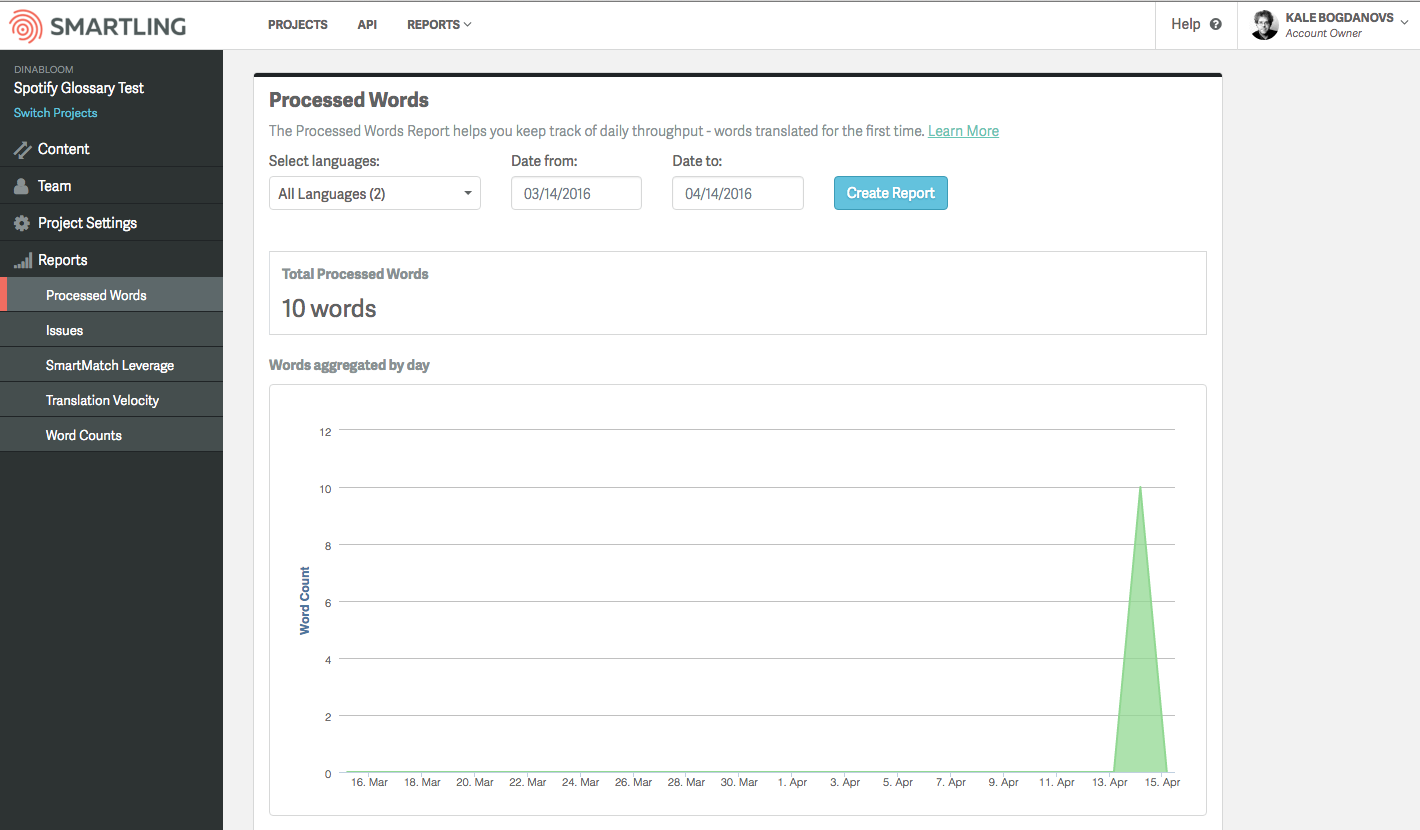 SMARTLING
PROJECTS API REPORTS
Help ?
KALE BOGDANOVS
Account Owner
DINABLOOM
Spotify Glossary Test
Switch Projects
Content
Team
Project Settings
Reports
Processed Words
Issues
SmartMatch Leverage
Translation Velocity
Word Counts
Processed Words
The Processed Words Report helps you keep track of daily throughput - words translated for the first time. Learn More
Select languages: Date from: Date to:
All Languages (2) 03/14/2016 04/14/2016 Create Report
Total Processed Words
10 words
Words aggregated by day
Word Count
12
10
8
6
4
2
0
16. Mar 18. Mar 20. Mar 22. Mar 24. Mar 26. Mar 28. Mar 30. Mar 1. Apr 3. Apr 5. Apr 7. Apr 9. Apr 11. Apr 13. Apr 15. Apr